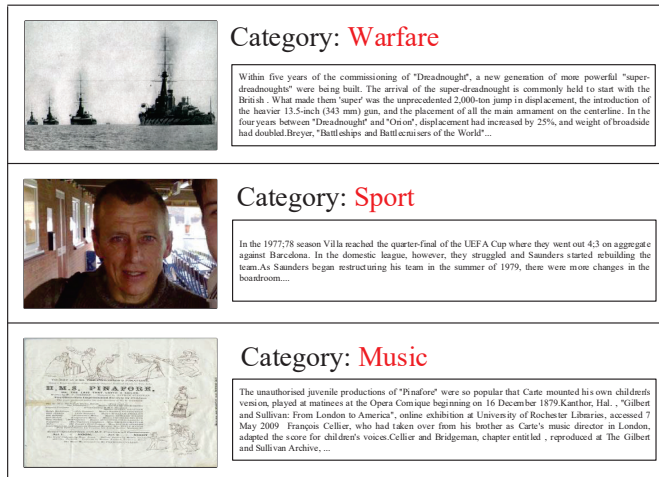 Category: Warfare
Within five years of the commissioning of "Dreadnought", a new generation of more powerful "super-
dreadnoughts" were being built. The arrival of the super-dreadnought is commonly held to start with the
British . What made them 'super' was the unprecedented 2,000-ton jump in displacement, the introduction of
the heavier 13.5-inch (343 mm) gun, and the placement of all the main armament on the centerline. In the
four years between "Dreadnought" and "Orion", displacement had increased by 25%, and weight of broadside
had doubled.Breyer, "Battleships and Battlecruisers of the World"...
Category: Sport
In the 1977;78 season Villa reached the quarter-final of the UEFA Cup where they went out 4;3 on aggregate
against Barcelona. In the domestic league, however, they struggled and Saunders started rebuilding the
team.As Saunders began restructuring his team in the summer of 1979, there were more changes in the
boardroom....
Category: Music
H.M.S. PINAFORE,
The unauthorised juvenile productions of "Pinafore" were so popular that Carte mounted his own children's
version, played at matinees at the Opera Comique beginning on 16 December 1879.Kanthor, Hal. , "Gilbert
and Sullivan: From London to America", online exhibition at University of Rochester Libraries, accessed 7
May 2009 François Cellier, who had taken over from his brother as Carte's music director in London,
adapted the score for children's voices.Cellier and Bridgeman, chapter entitled , reproduced at The Gilbert
and Sullivan Archive, ...